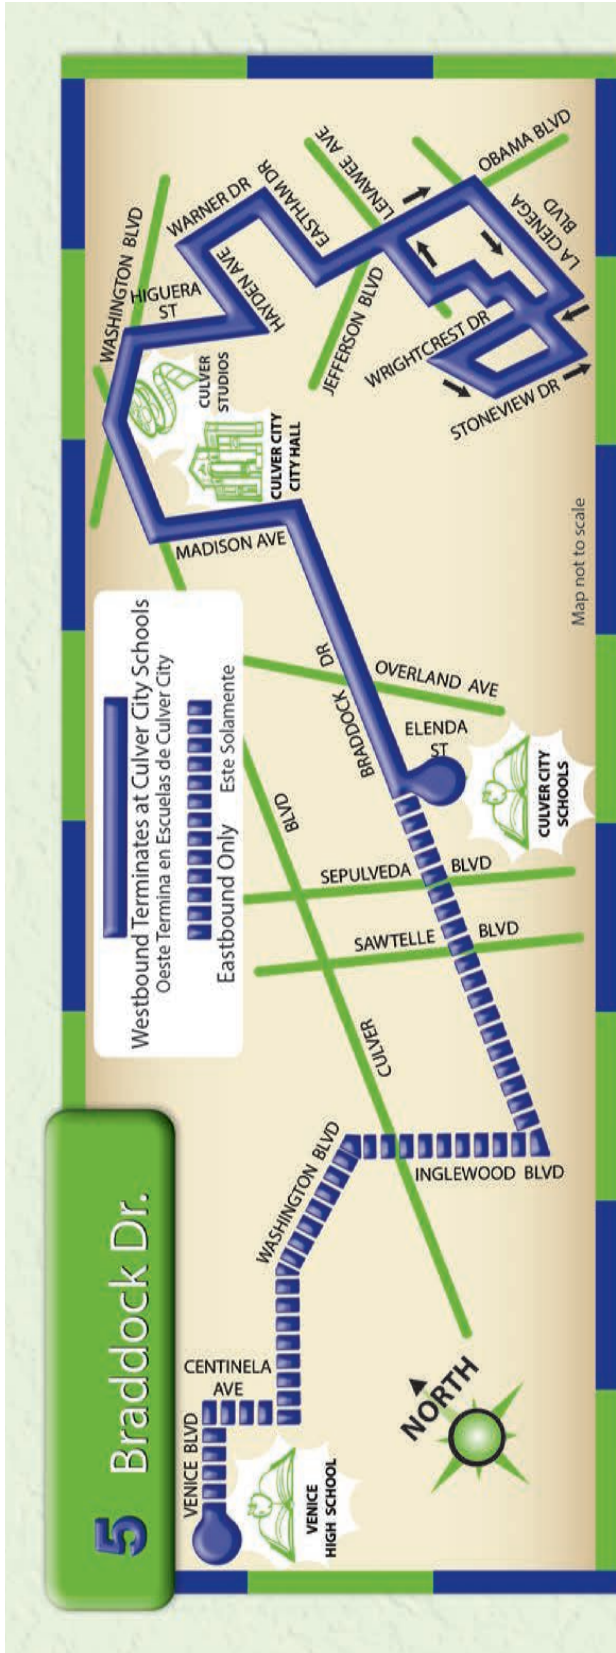 5 Braddock Dr.
Westbound Terminates at Culver City Schools
Oeste Termina en Escuelas de Culver City
Eastbound Only
Este Solamente
VENICE BLVD
CENTINELA
AVE
VENICE
HIGH SCHOOL
NORTH
WASHINGTON BLVD
INGLEWOOD BLVD
CULVER
BLVD
SAWTELLE
BLVD
SEPULVEDA
BLVD
BRADDOCK DR
ELENDA
ST
CULVER CITY
SCHOOLS
OVERLAND AVE
MADISON AVE
CULVER CITY
CITY HALL
CULVER
STUDIOS
WASHINGTON BLVD
HIGUERA
ST
HAYDEN AVE
WARNER DR
EASTHAM DR
JEFFERSON BLVD
LENAWEE AVE
WRIGHTCREST DR
STONEVIEW DR
LA CIENEGA
BLVD
OBAMA BLVD
Map not to scale